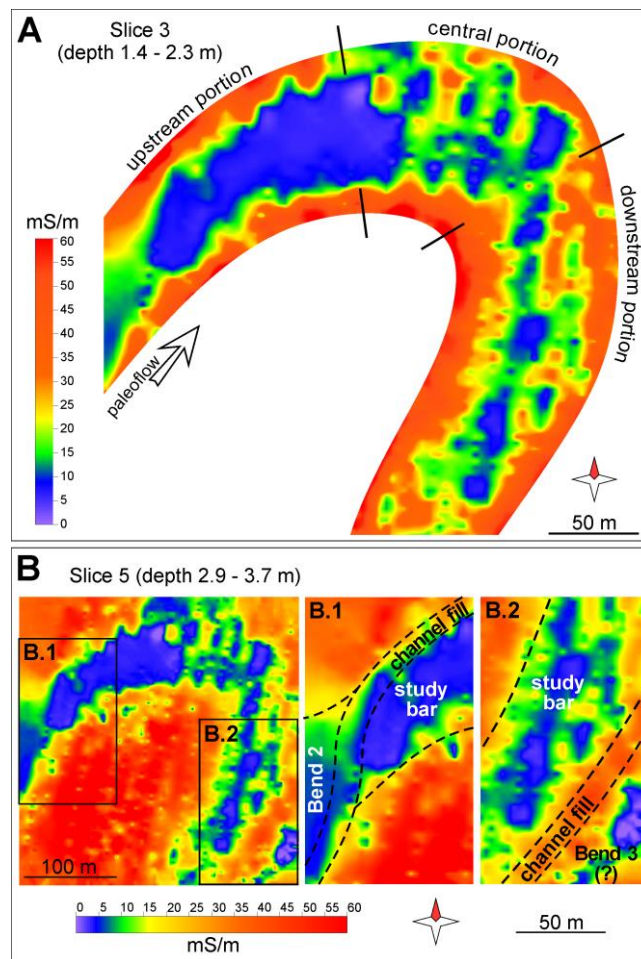 A
Slice 3
(depth 1.4 - 2.3 m)
central portion
upstream portion
downstream portion
mS/m
60
55
50
45
40
35
30
25
20
15
10
5
0
paleoflow
50 m
B
Slice 5 (depth 2.9 - 3.7 m)
B.1
B.2
100 m
B.1
channel fill
study
bar
Bend 2
B.2
study
bar
channel fill
Bend 3
(?)
0 5 10 15 20 25 30 35 40 45 50 55 60
mS/m
50 m